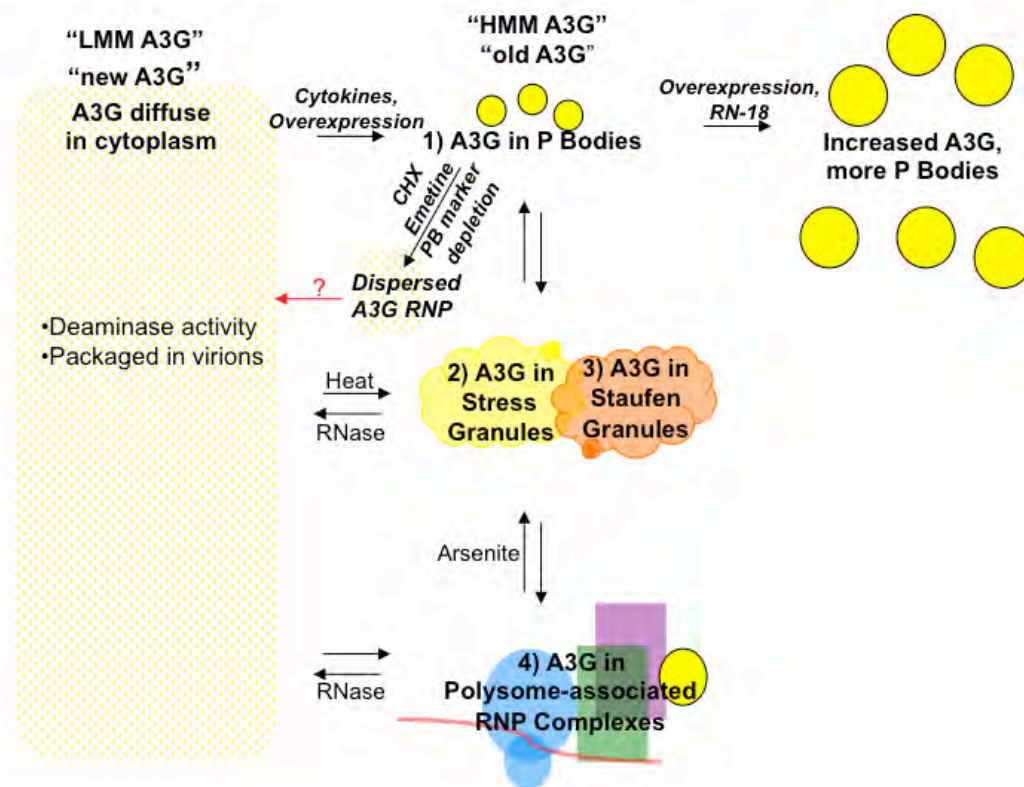 “LMM A3G”
“new A3G”
A3G diffuse
in cytoplasm
•Deaminase activity
•Packaged in virions
Cytokines,
Overexpression
“HMM A3G”
“old A3G”
1) A3G in P Bodies
Overexpression,
RN-18
Increased A3G,
more P Bodies
CHX
Emetine
PB marker
depletion
?
Dispersed
A3G RNP
Heat
RNase
2) A3G in
Stress
Granules
3) A3G in
Staufen
Granules
Arsenite
RNase
4) A3G in
Polysome-associated
RNP Complexes